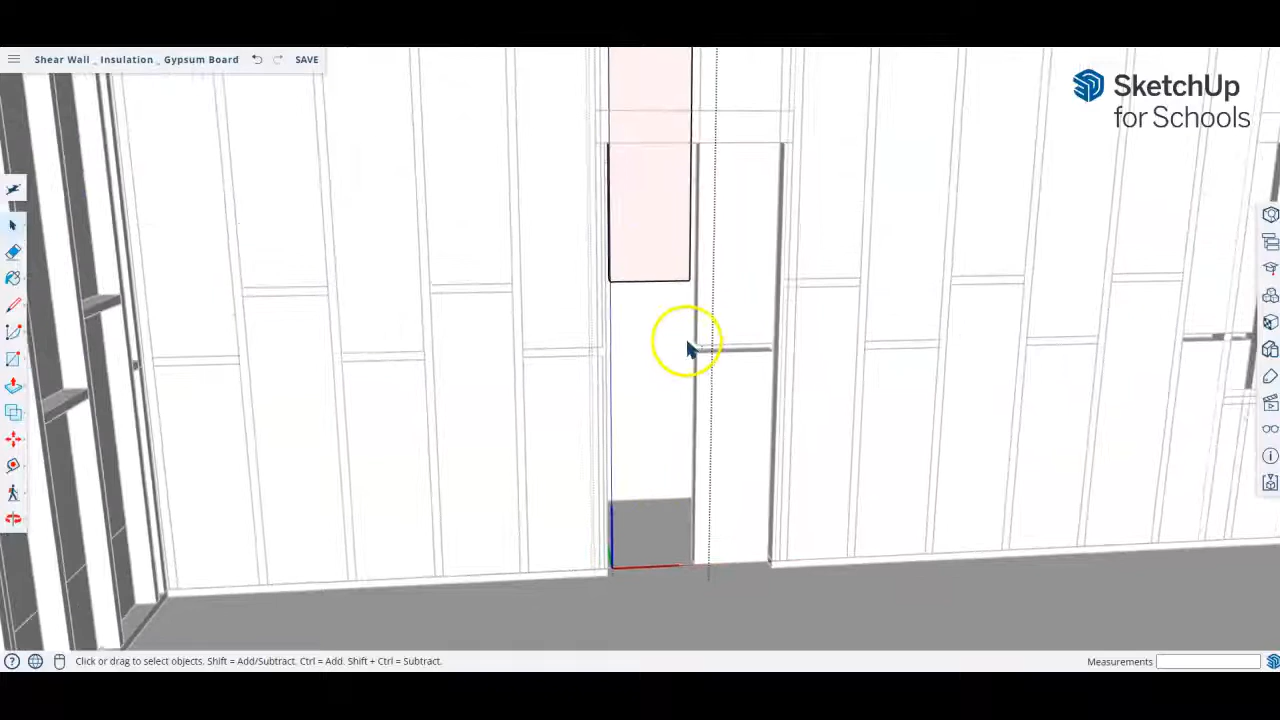 Shear Wall _ Insulation _ Gypsum Board
SAVE
SketchUp
for Schools
Click or drag to select objects. Shift = Add/Subtract. Ctrl = Add. Shift + Ctrl = Subtract.
Measurements